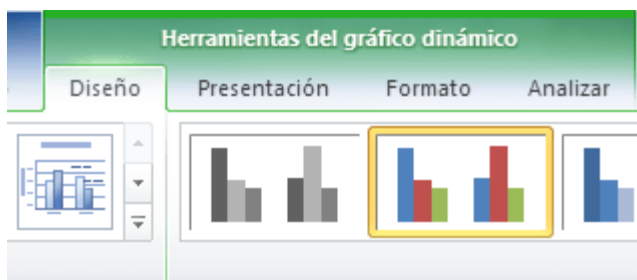 Herramientas del gráfico dinámico
Diseño Presentación Formato Analizar